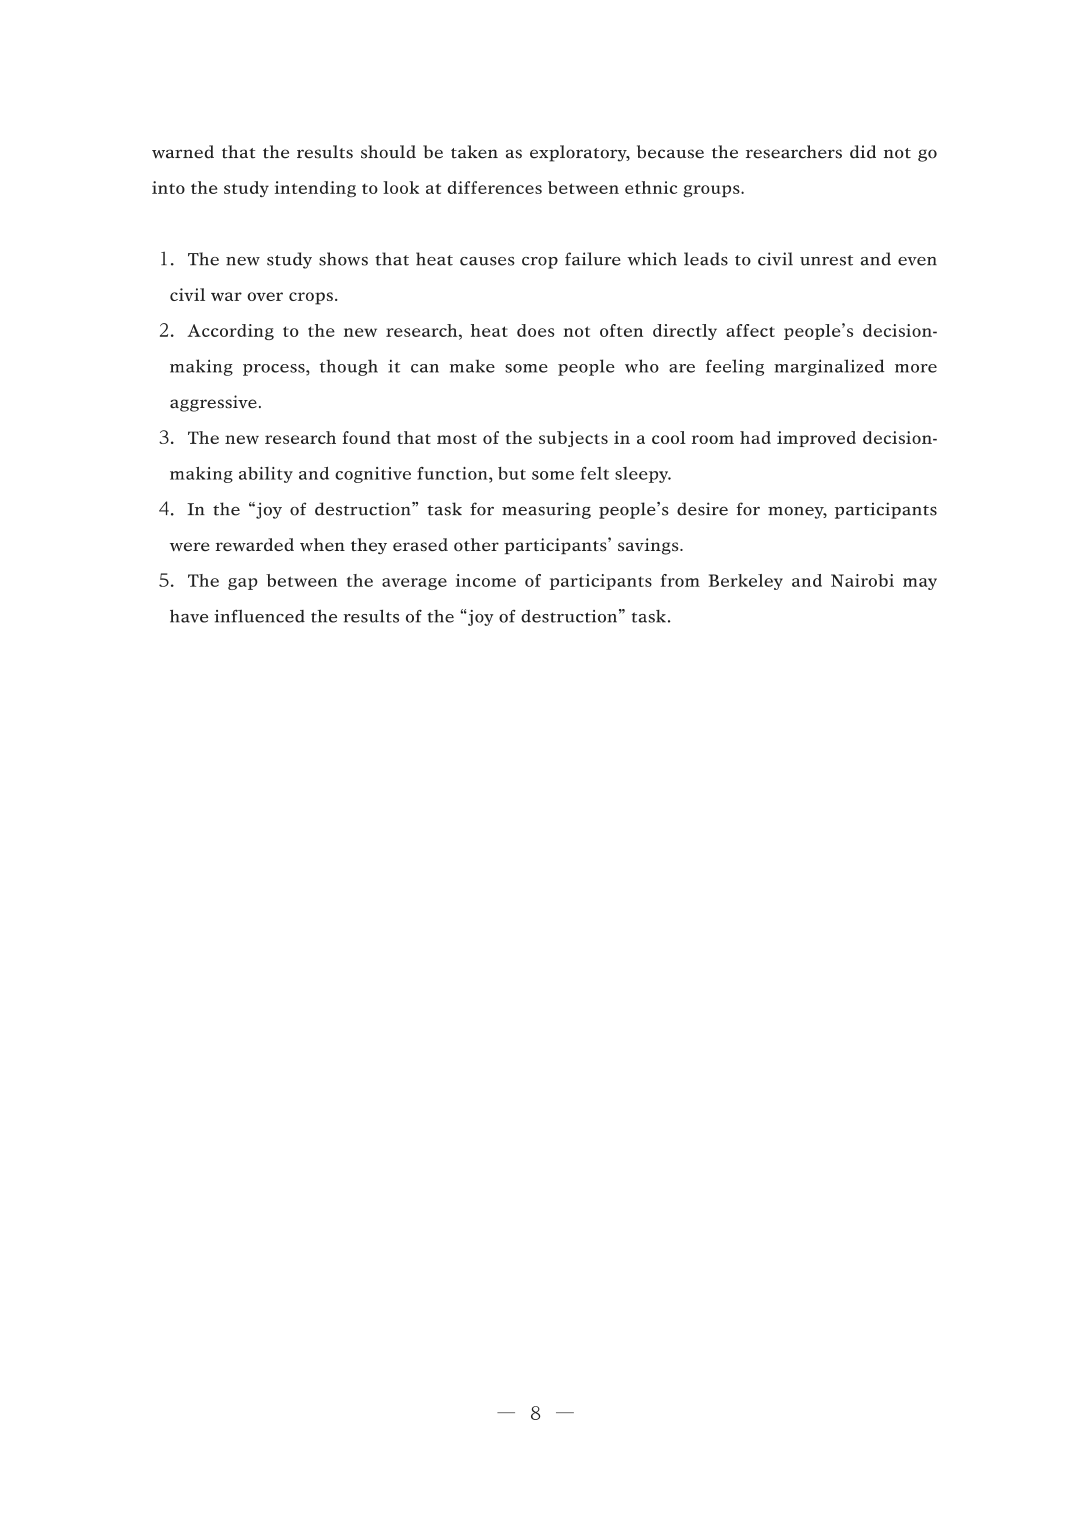 warned that the results should be taken as exploratory, because the researchers did not go
into the study intending to look at differences between ethnic groups.
1. The new study shows that heat causes crop failure which leads to civil unrest and even
civil war over crops.
2. According to the new research, heat does not often directly affect people’s decision-
making process, though it can make some people who are feeling marginalized more
aggressive.
3. The new research found that most of the subjects in a cool room had improved decision-
making ability and cognitive function, but some felt sleepy.
4. In the “joy of destruction” task for measuring people’s desire for money, participants
were rewarded when they erased other participants’ savings.
5. The gap between the average income of participants from Berkeley and Nairobi may
have influenced the results of the “joy of destruction” task.
— 8 —